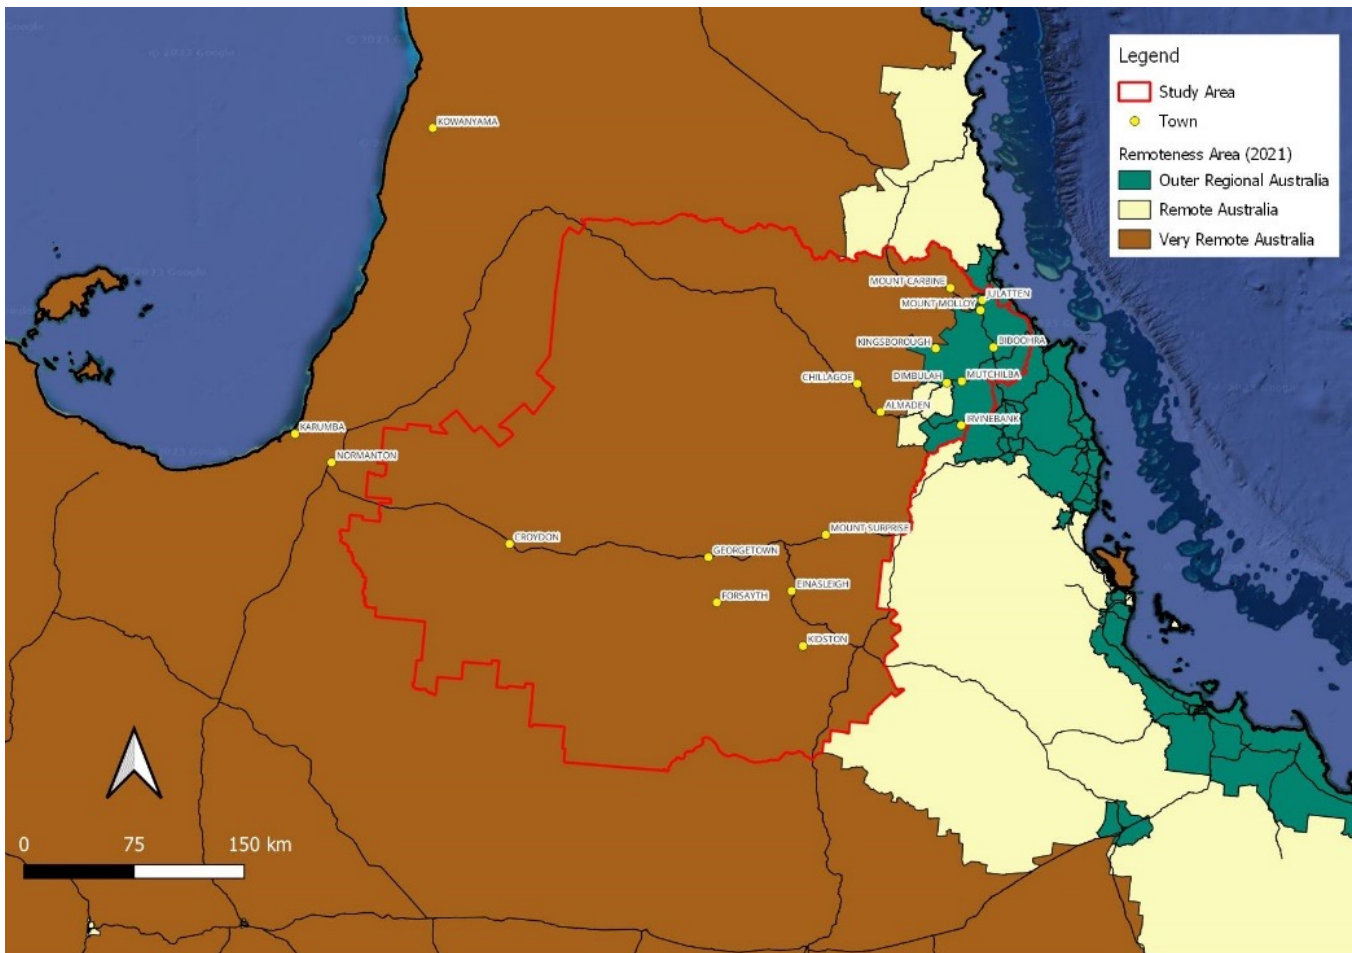 Legend
Study Area
Town
Remoteness Area (2021)
Outer Regional Australia
Remote Australia
Very Remote Australia
KOWANYAMA
MOUNT CARBINE
JULATTEN
MOUNT MOLLOY
KINGSBOROUGH
BIBOOHRA
CHILLAGOE
DIMBULAH
MUTCHILBA
ALMADEN
IRVINEBANK
KARUMBA
NORMANTON
CROYDON
MOUNT SURPRISE
GEORGETOWN
EINASLEIGH
FORSAYTH
KIDSTON
0 75 150 km